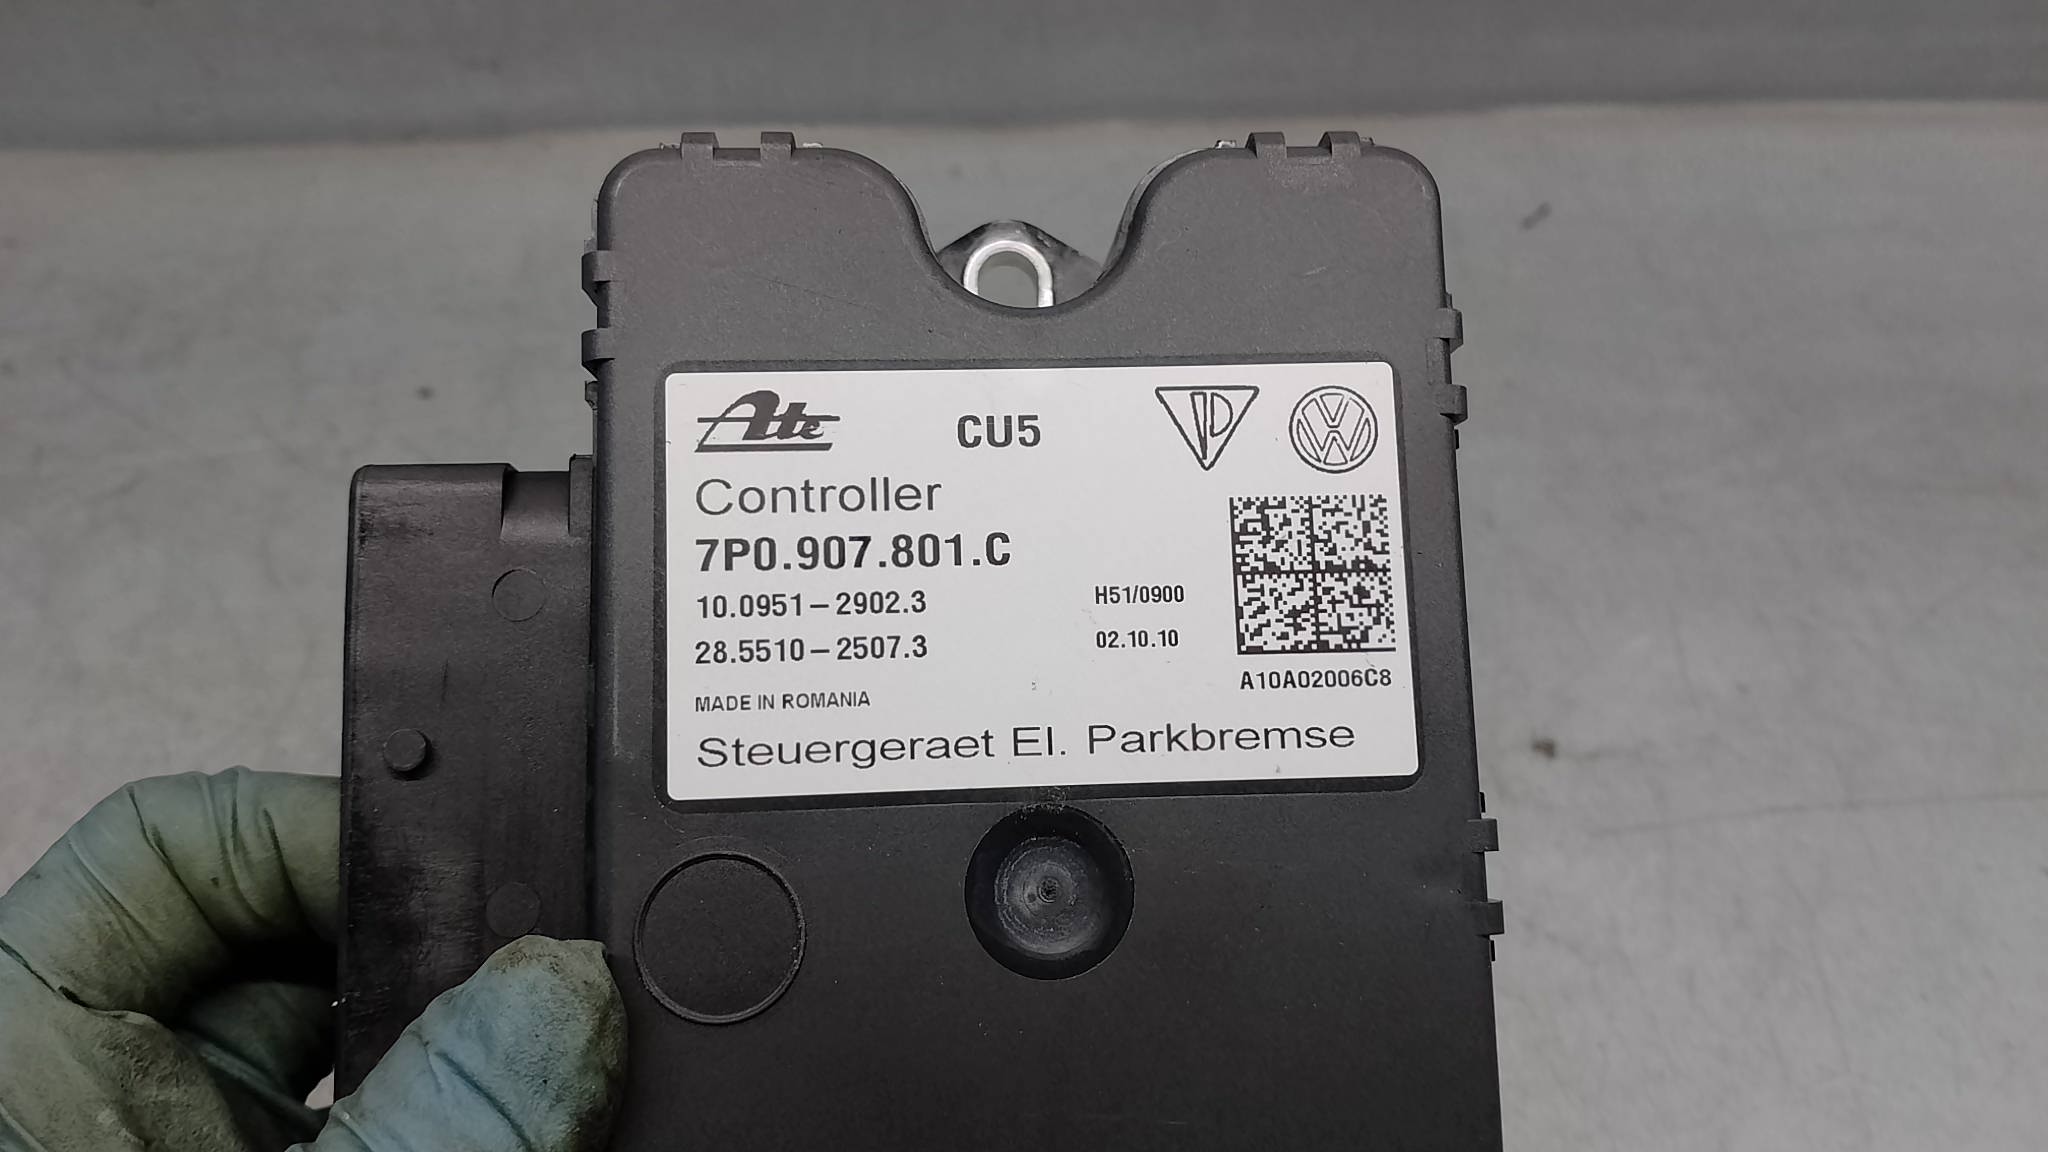 Ate CU5
Controller
7P0.907.801.C
10.0951-2902.3 H51/0900
28.5510-2507.3 02.10.10
A10A02006C8
MADE IN ROMANIA
Steuergeraet El. Parkbremse